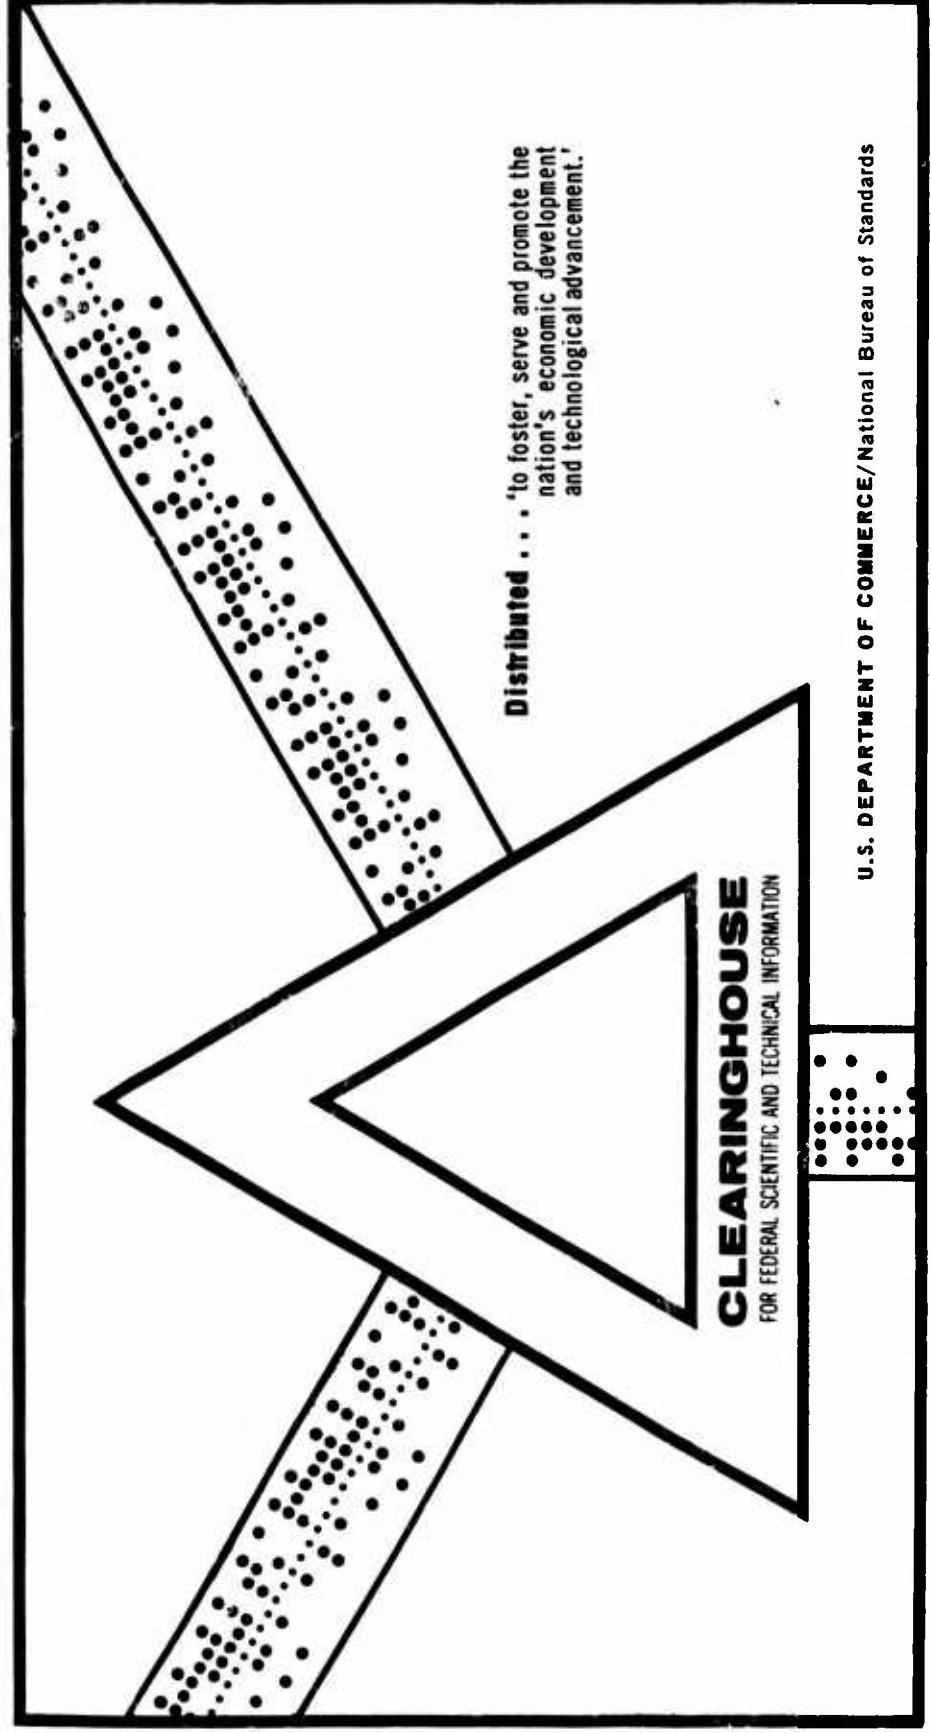 Distributed . . . 'to foster, serve and promote the
nation's economic development
and technological advancement.'
CLEARINGHOUSE
FOR FEDERAL SCIENTIFIC AND TECHNICAL INFORMATION
U.S. DEPARTMENT OF COMMERCE/National Bureau of Standards